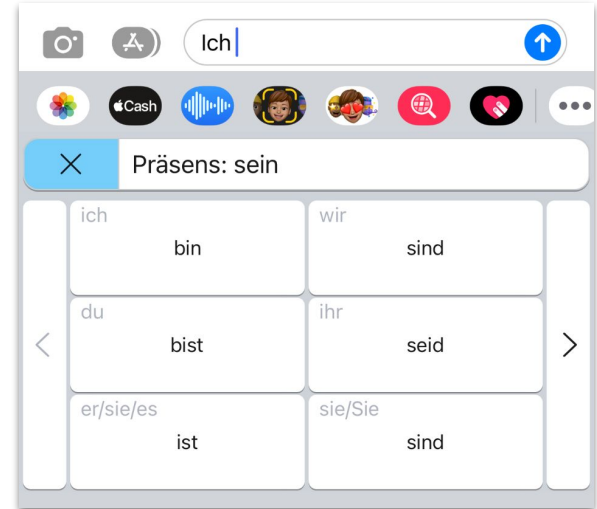 Ich
Cash
Präsens: sein
ich
bin
wir
sind
du
bist
ihr
seid
er/sie/es
ist
sie/Sie
sind